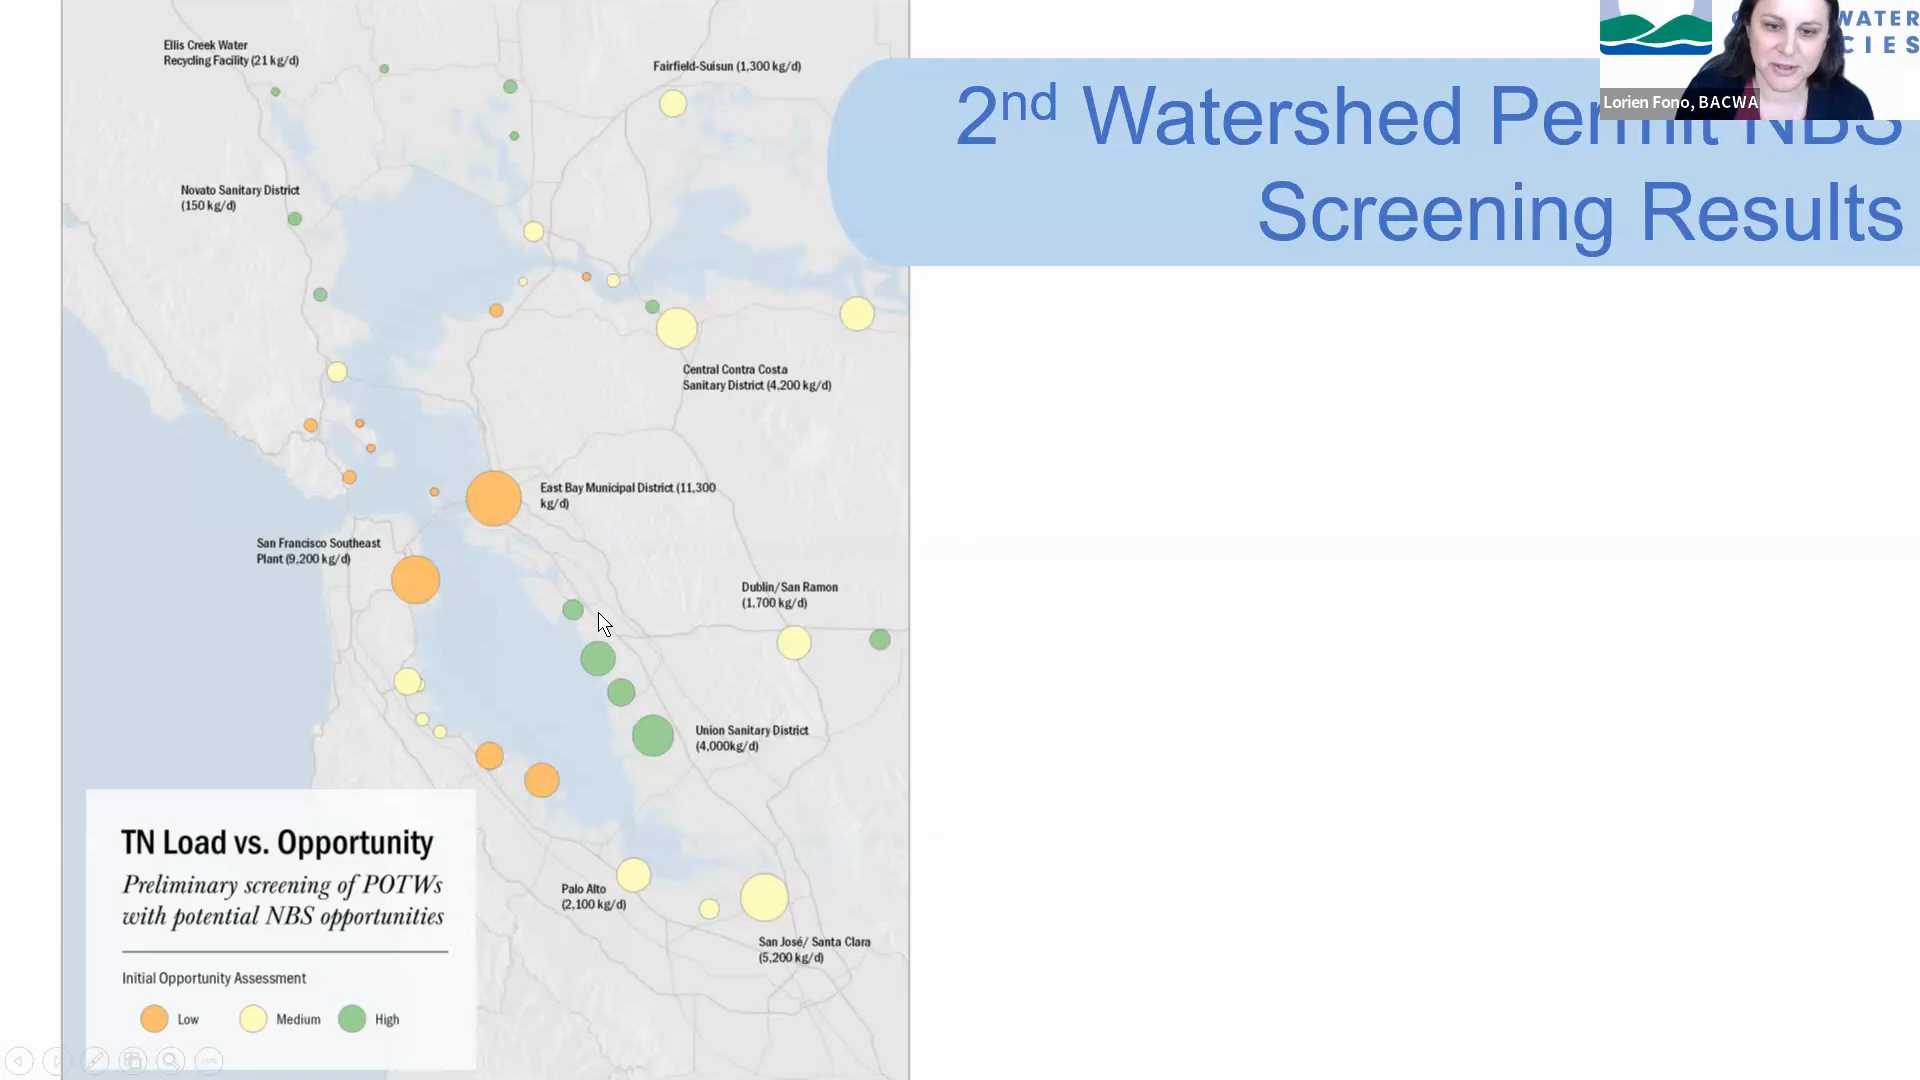 Ellis Creek Water
Recycling Facility (21 kg/d)
Fairfield-Suisun (1,300 kg/d)
WATER
CIES
Lorien Fono, BACWA
2nd Watershed Permit NBS
Screening Results
Novato Sanitary District
(150 kg/d)
Central Contra Costa
Sanitary District (4,200 kg/d)
East Bay Municipal District (11,300
kg/d)
San Francisco Southeast
Plant (9,200 kg/d)
Dublin/San Ramon
(1,700 kg/d)
Union Sanitary District
(4,000kg/d)
Palo Alto
(2,100 kg/d)
San José/ Santa Clara
(5,200 kg/d)
TN Load vs. Opportunity
Preliminary screening of POTWs
with potential NBS opportunities
Initial Opportunity Assessment
Low Medium High